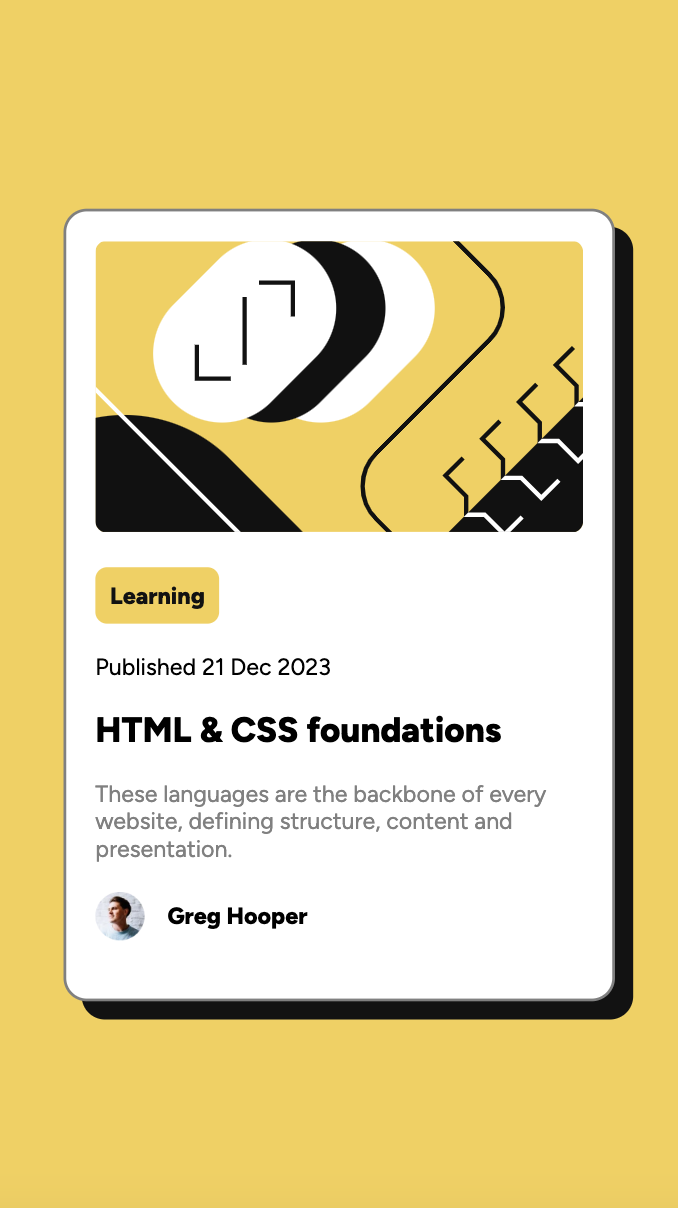 Learning
Published 21 Dec 2023
HTML & CSS foundations
These languages are the backbone of every
website, defining structure, content and
presentation.
Greg Hooper